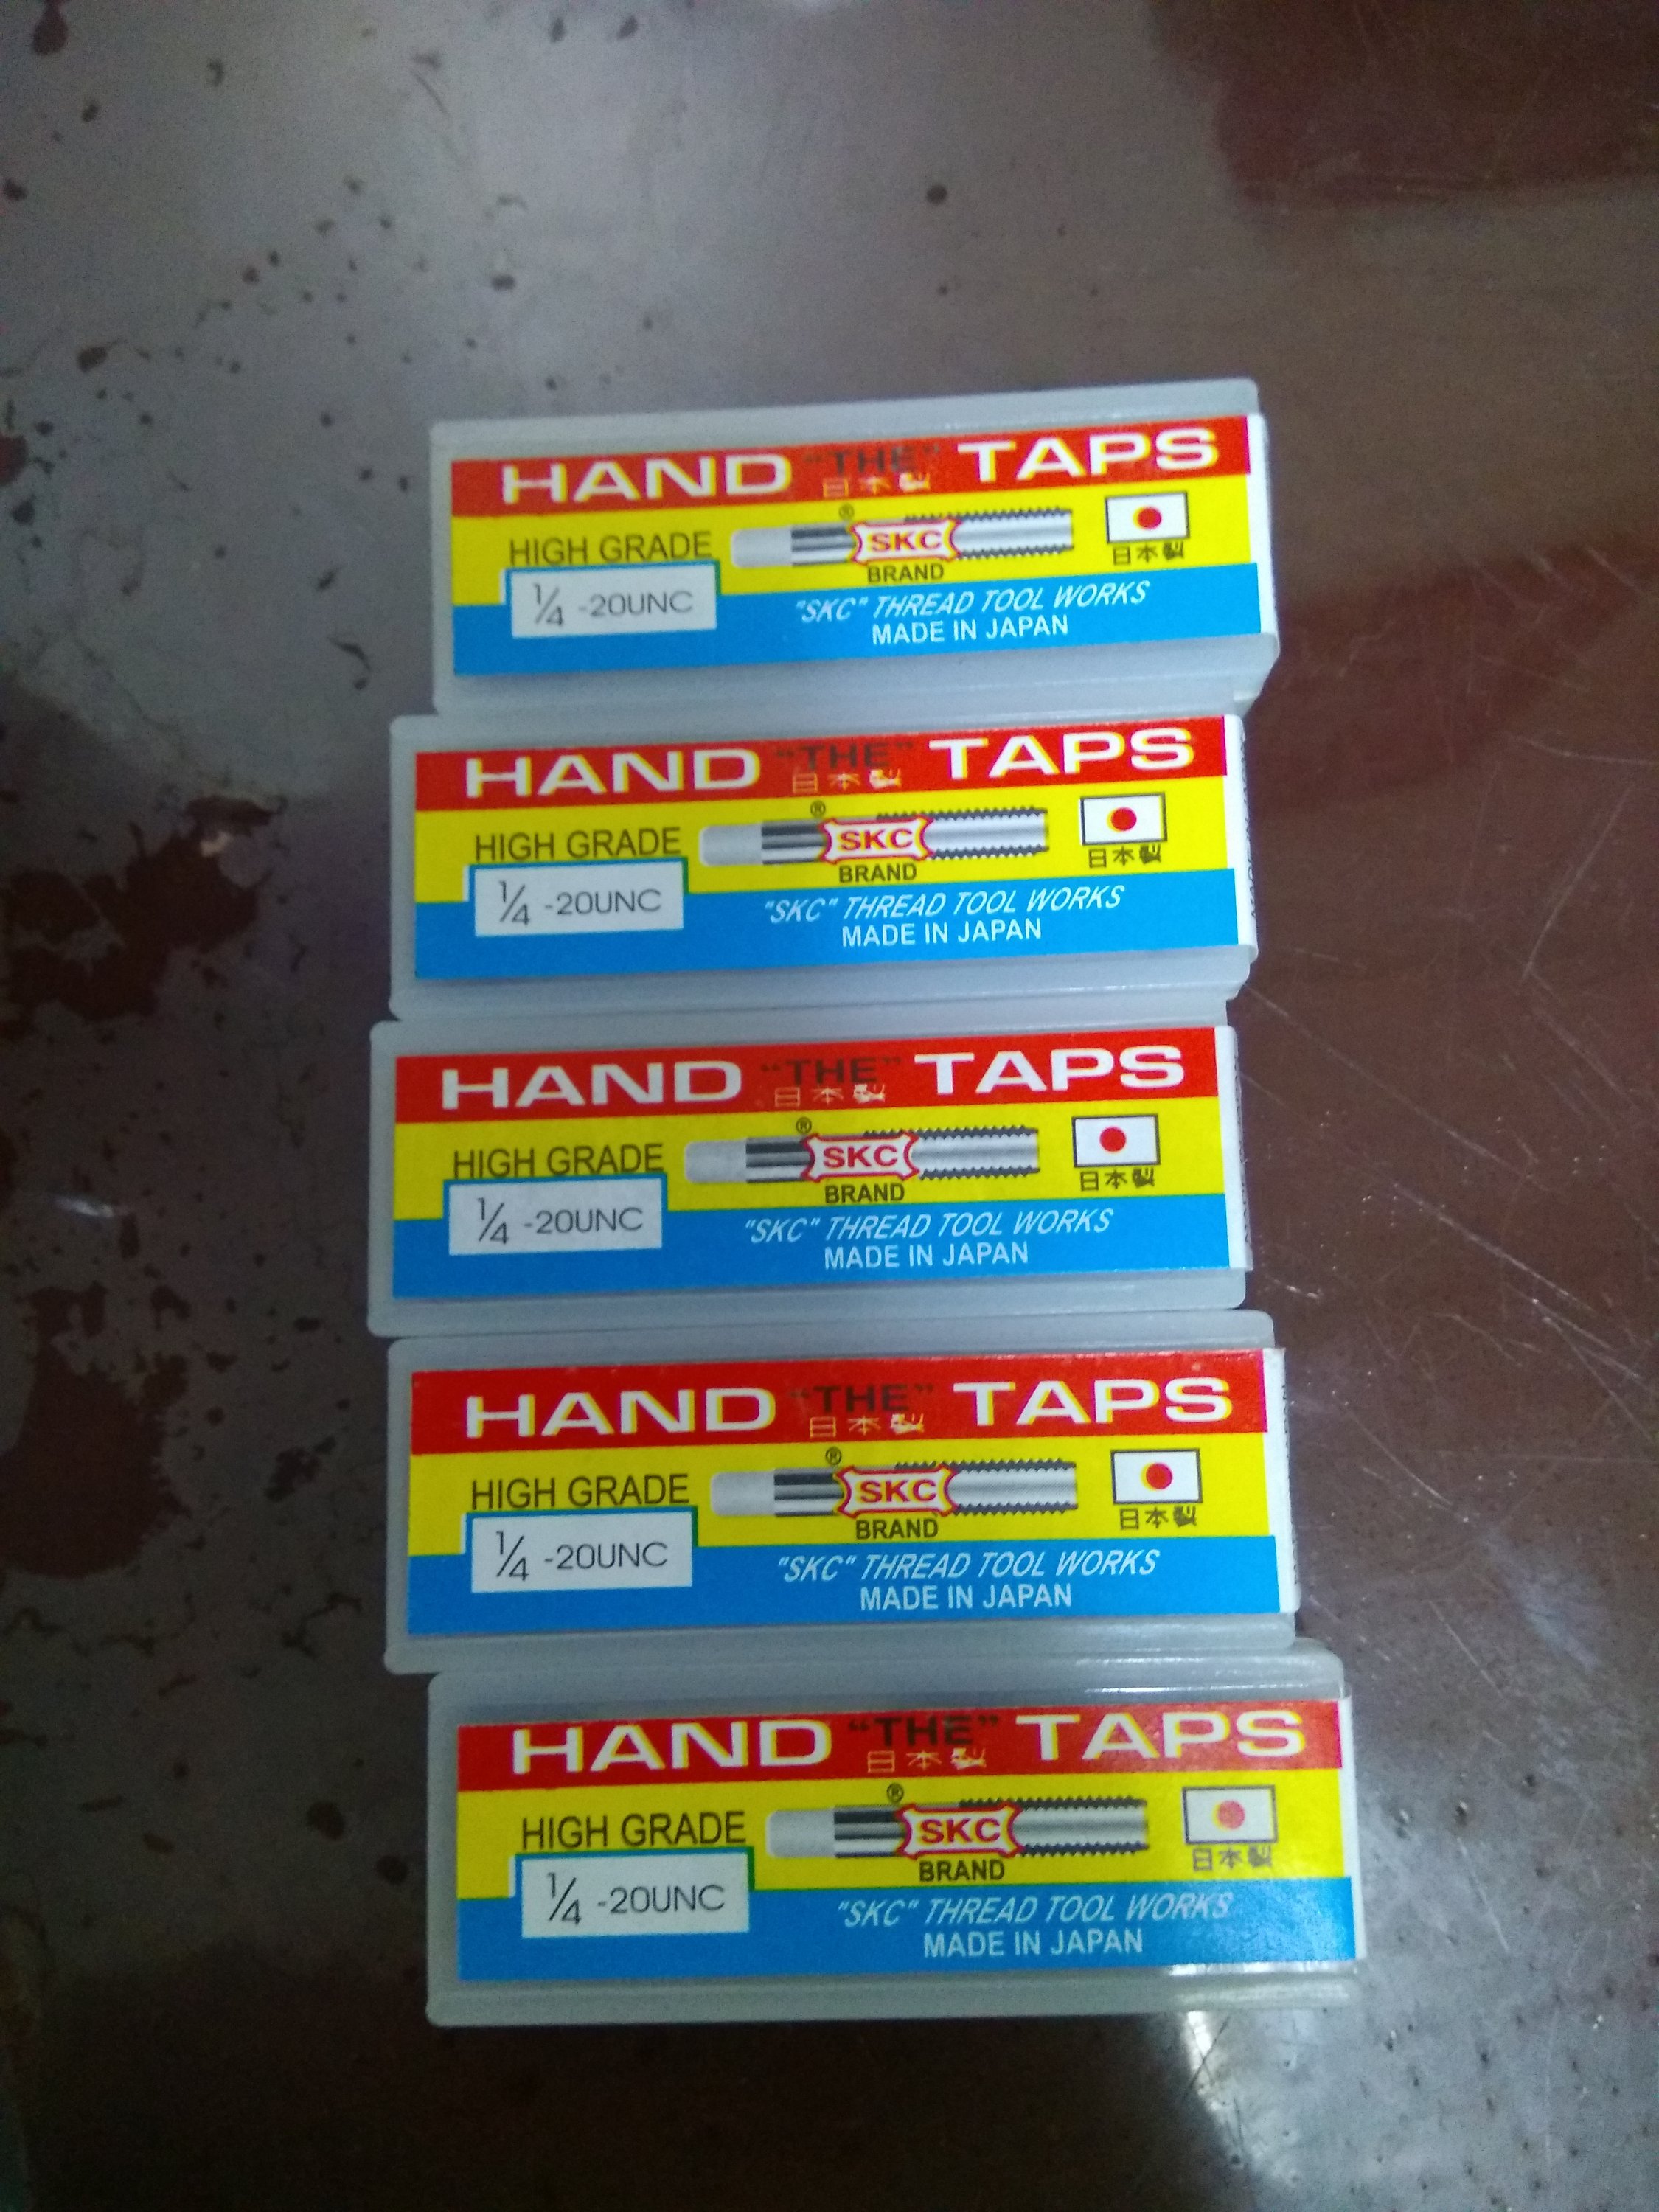 HAND "THE" TAPS
日本製
®
HIGH GRADE
SKC
日本製
BRAND
1/4 -20UNC
"SKC" THREAD TOOL WORKS
MADE IN JAPAN
HAND "THE" TAPS
日本製
®
HIGH GRADE
SKC
日本製
BRAND
1/4 -20UNC
"SKC" THREAD TOOL WORKS
MADE IN JAPAN
HAND "THE" TAPS
日本製
®
HIGH GRADE
SKC
日本製
BRAND
1/4 -20UNC
"SKC" THREAD TOOL WORKS
MADE IN JAPAN
HAND "THE" TAPS
日本製
®
HIGH GRADE
SKC
日本製
BRAND
1/4 -20UNC
"SKC" THREAD TOOL WORKS
MADE IN JAPAN
HAND "THE" TAPS
日本製
®
HIGH GRADE
SKC
日本製
BRAND
1/4 -20UNC
"SKC" THREAD TOOL WORKS
MADE IN JAPAN